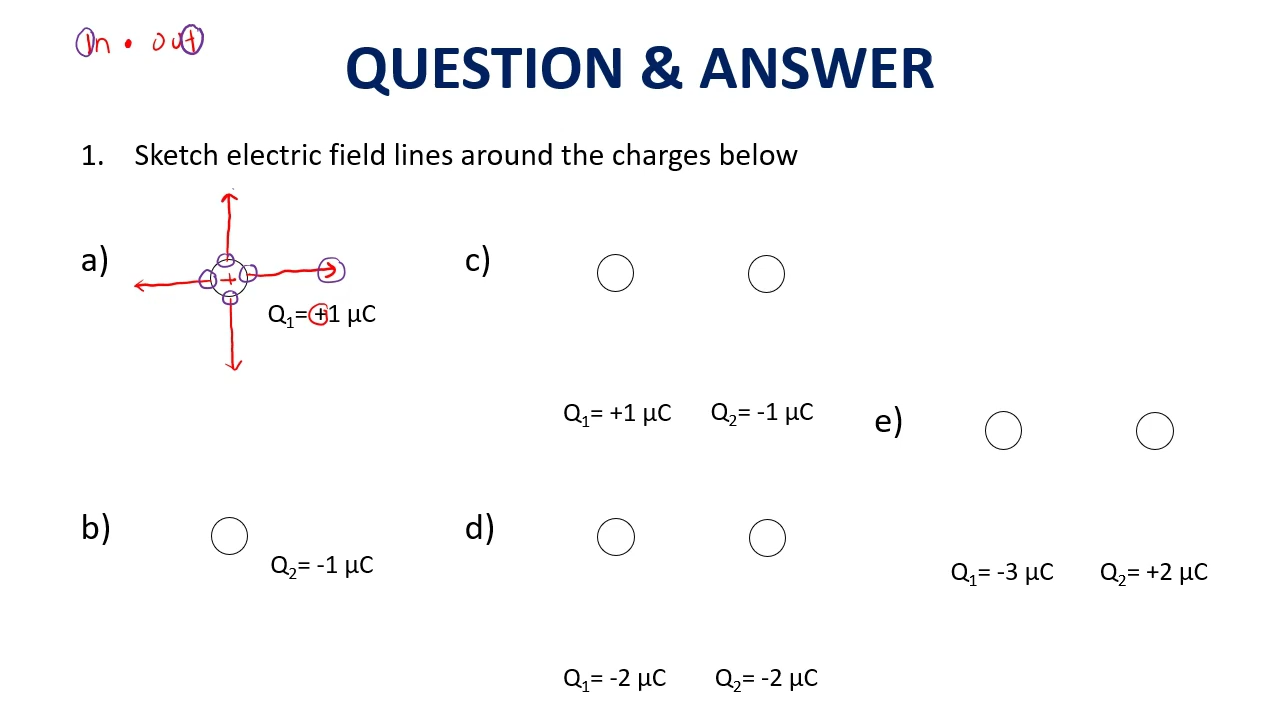 In • out
QUESTION & ANSWER
1. Sketch electric field lines around the charges below
a)
+
Q₁= +1 µC
b)
Q₂= -1 µC
c)
Q₁= +1 µC Q₂= -1 µC
d)
Q₁= -2 µC Q₂= -2 µC
e)
Q₁= -3 µC Q₂= +2 µC